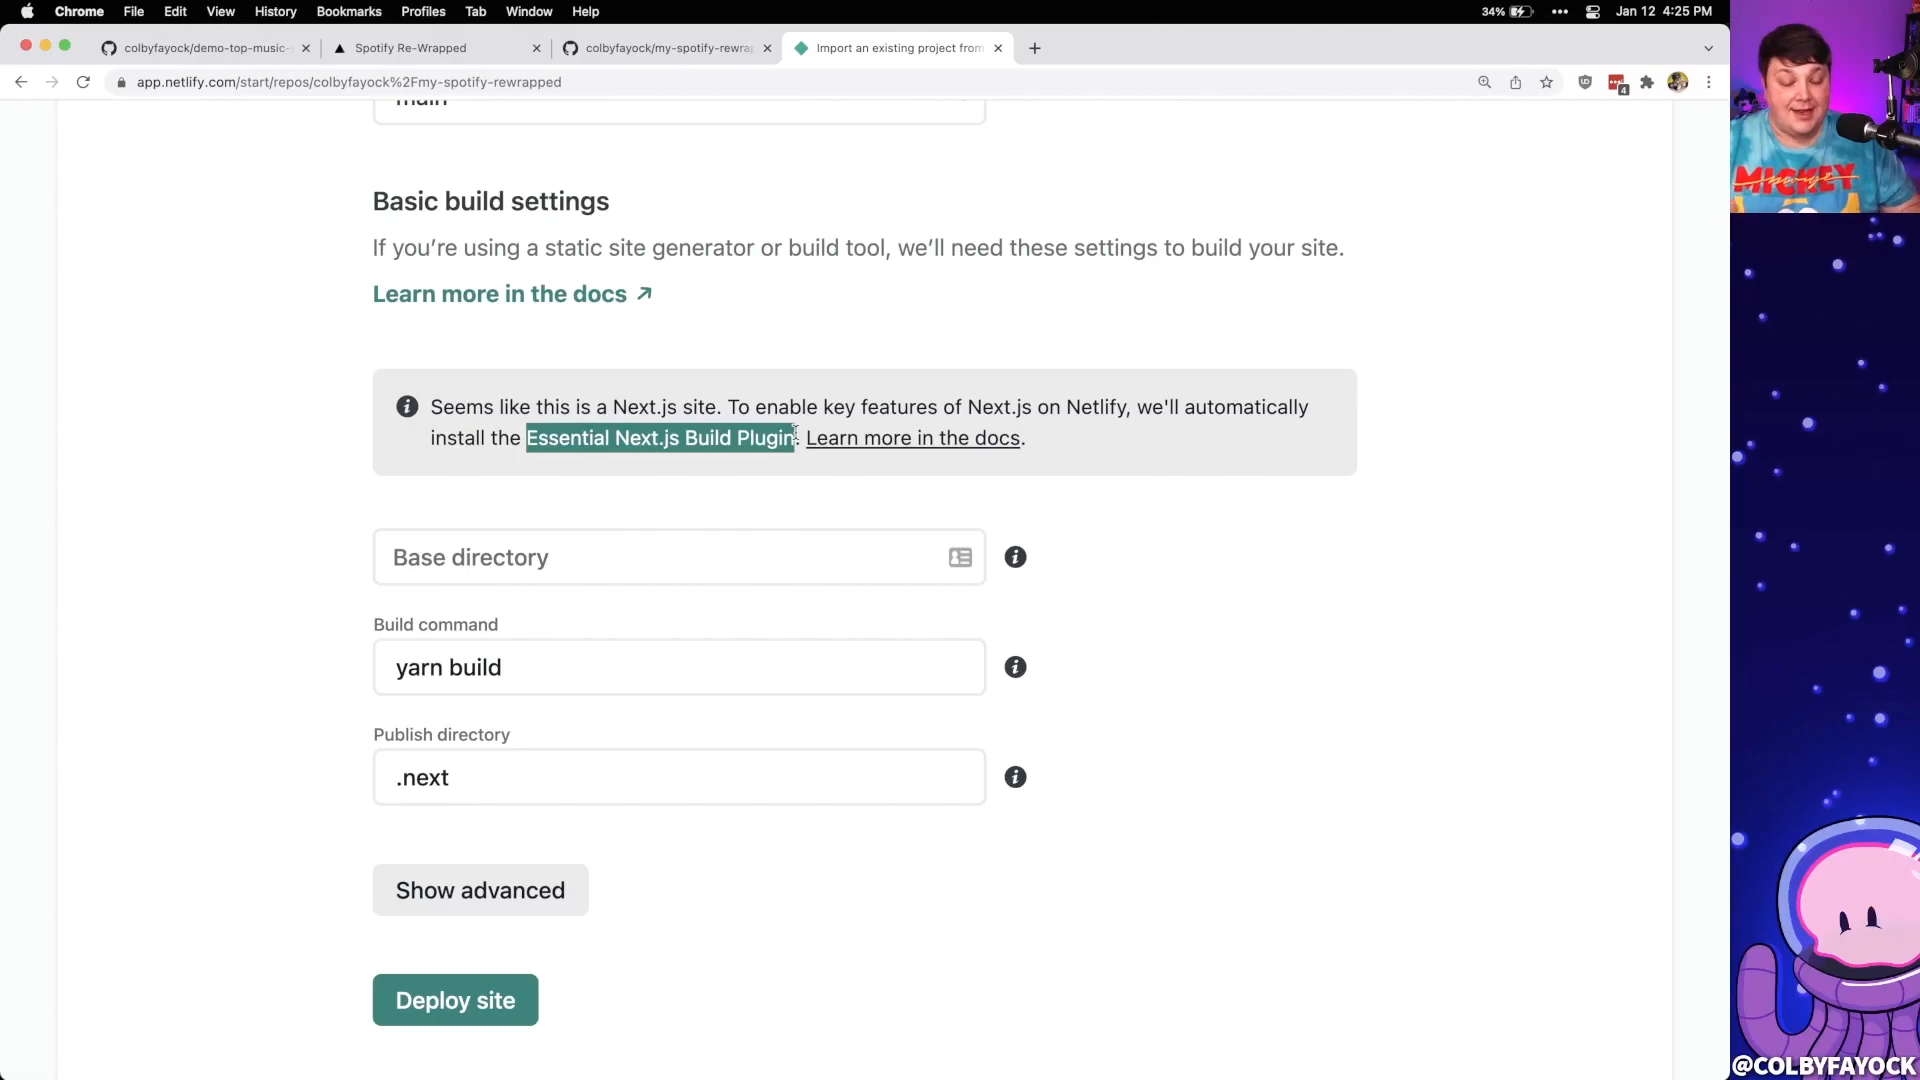 Chrome File Edit View History Bookmarks Profiles Tab Window Help 34% Jan 12 4:25 PM
colbyfayock/demo-top-music- Spotify Re-Wrapped colbyfayock/my-spotify-rewra Import an existing project from
app.netlify.com/start/repos/colbyfayock%2Fmy-spotify-rewrapped 4
main
Basic build settings
If you’re using a static site generator or build tool, we’ll need these settings to build your site.
Learn more in the docs
Seems like this is a Next.js site. To enable key features of Next.js on Netlify, we'll automatically
install the Essential Next.js Build Plugin. Learn more in the docs.
Base directory
Build command
yarn build
Publish directory
.next
Show advanced
Deploy site
MICKEY
@COLBYFAYOCK